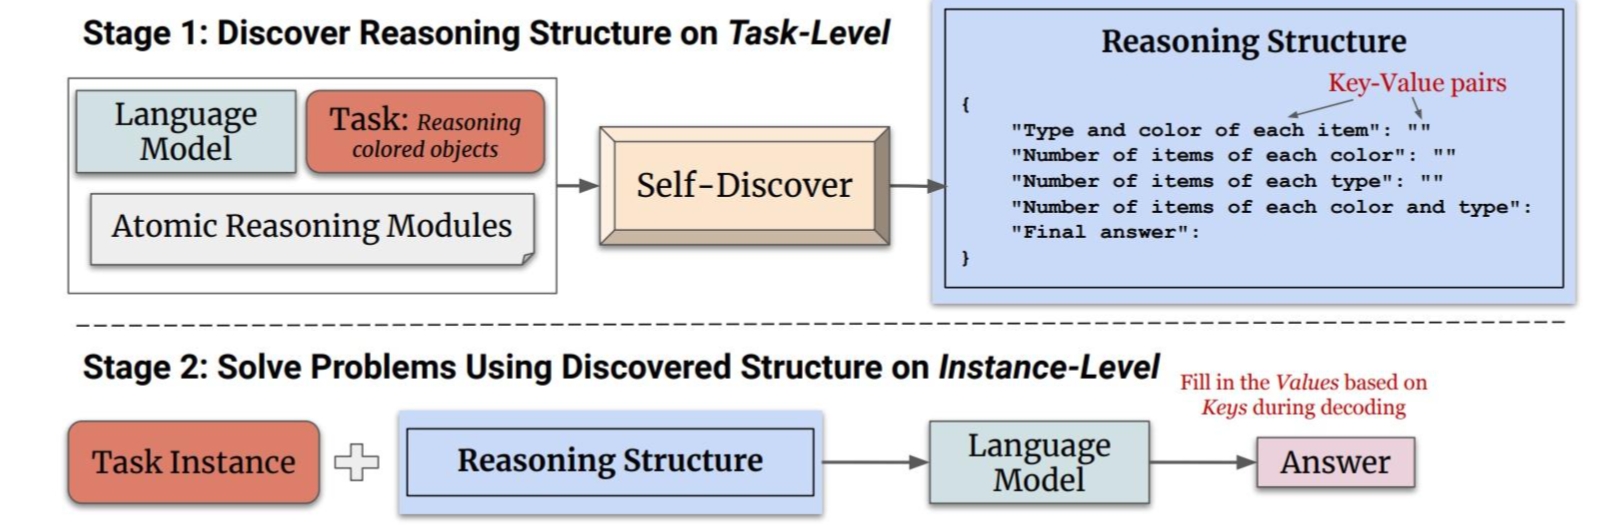 Stage 1: Discover Reasoning Structure on Task-Level
Language
Model
Task: Reasoning
colored objects
Atomic Reasoning Modules
Self-Discover
Reasoning Structure
Key-Value pairs
{
"Type and color of each item": ""
"Number of items of each color": ""
"Number of items of each type": ""
"Number of items of each color and type":
"Final answer":
}
Stage 2: Solve Problems Using Discovered Structure on Instance-Level
Task Instance
Reasoning Structure
Language
Model
Fill in the Values based on
Keys during decoding
Answer